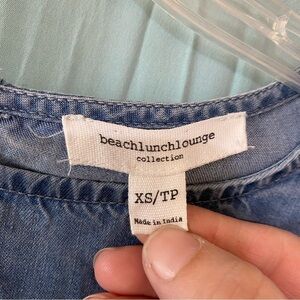 beachlunchlounge
collection
XS/TP
Made in India